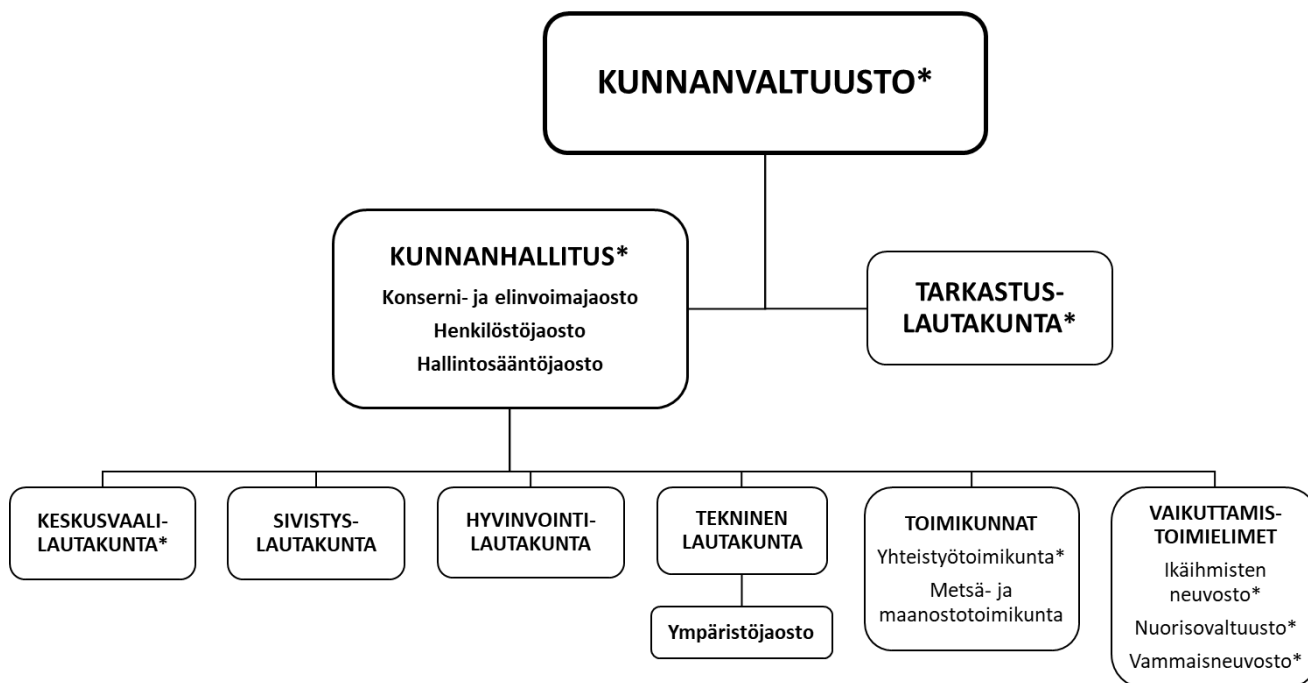 KUNNANVALTUUSTO*
KUNNANHALLITUS*
Konserni- ja elinvoimajaosto
Henkilöstöjaosto
Hallintosääntöjaosto
TARKASTUS-
LAUTAKUNTA*
KESKUSVAALI-
LAUTAKUNTA*
SIVISTYS-
LAUTAKUNTA
HYVINVOINTI-
LAUTAKUNTA
TEKNINEN
LAUTAKUNTA
Ympäristöjaosto
TOIMIKUNNAT
Yhteistyötoimikunta*
Metsä- ja
maanostotoimikunta
VAIKUTTAMIS-
TOIMIELIMET
Ikäihmisten
neuvosto*
Nuorisovaltuusto*
Vammaisneuvosto*